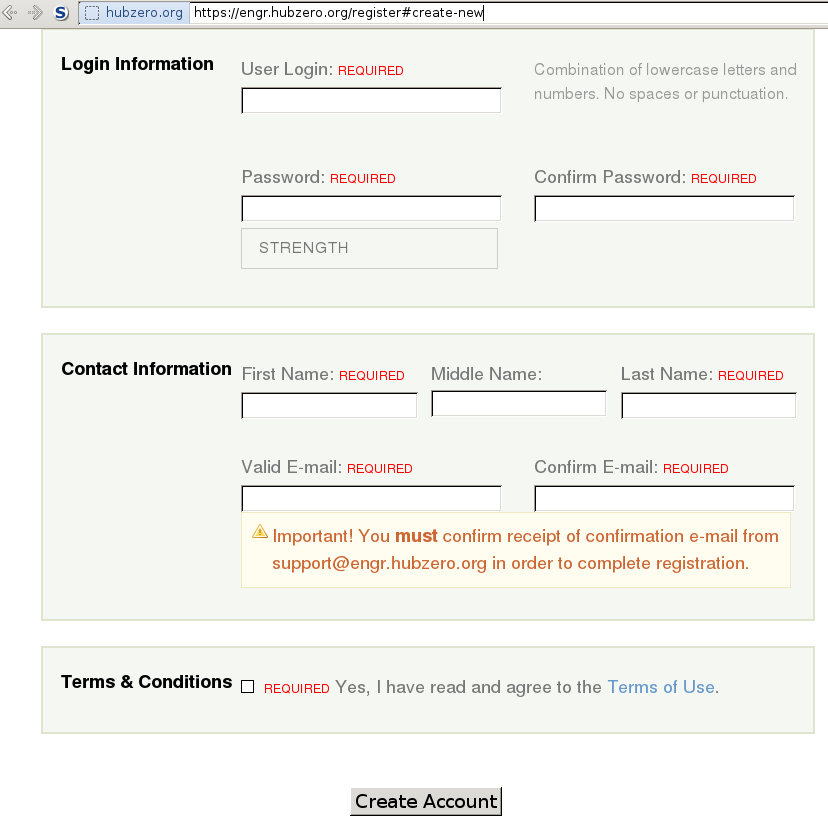 hubzero.org https://engr.hubzero.org/register#create-new
Login Information
User Login: REQUIRED
Combination of lowercase letters and
numbers. No spaces or punctuation.
Password: REQUIRED
Confirm Password: REQUIRED
STRENGTH
Contact Information
First Name: REQUIRED
Middle Name:
Last Name: REQUIRED
Valid E-mail: REQUIRED
Confirm E-mail: REQUIRED
Important! You must confirm receipt of confirmation e-mail from
support@engr.hubzero.org in order to complete registration.
Terms & Conditions
REQUIRED Yes, I have read and agree to the Terms of Use.
Create Account